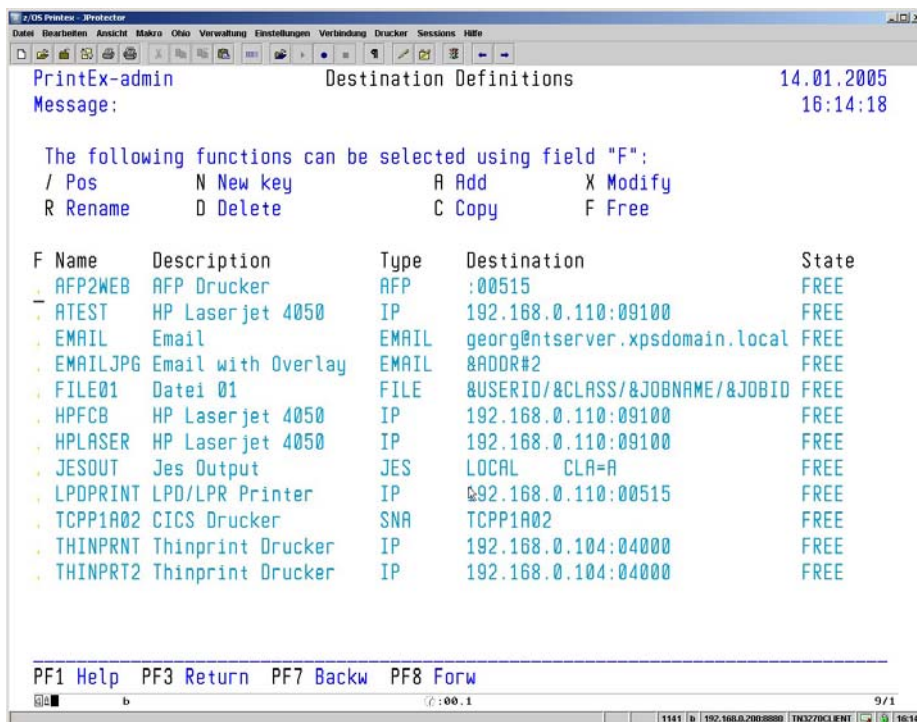 z/OS Printex - JProtector
Datei Bearbeiten Ansicht Makro Ohio Verwaltung Einstellungen Verbindung Drucker Sessions Hilfe
PrintEx-admin Destination Definitions 14.01.2005
Message: 16:14:18
The following functions can be selected using field "F":
/ Pos N New key A Add X Modify
R Rename D Delete C Copy F Free
F Name Description Type Destination State
. AFP2WEB AFP Drucker AFP :00515 FREE
. ATEST HP Laserjet 4050 IP 192.168.0.110:09100 FREE
. EMAIL Email EMAIL georg@ntserver.xpsdomain.local FREE
. EMAILJPG Email with Overlay EMAIL &ADDR#2 FREE
. FILE01 Datei 01 FILE &USERID/&CLASS/&JOBNAME/&JOBID FREE
. HPFCB HP Laserjet 4050 IP 192.168.0.110:09100 FREE
. HPLASER HP Laserjet 4050 IP 192.168.0.110:09100 FREE
. JESOUT Jes Output JES LOCAL CLA=A FREE
. LPDPRINT LPD/LPR Printer IP 192.168.0.110:00515 FREE
. TCPP1A02 CICS Drucker SNA TCPP1A02 FREE
. THINPRNT Thinprint Drucker IP 192.168.0.104:04000 FREE
. THINPRT2 Thinprint Drucker IP 192.168.0.104:04000 FREE
PF1 Help PF3 Return PF7 Backw PF8 Forw
b :00.1 9/1
1141 b 192.168.0.200:8880 TN3270CLIENT 16:14